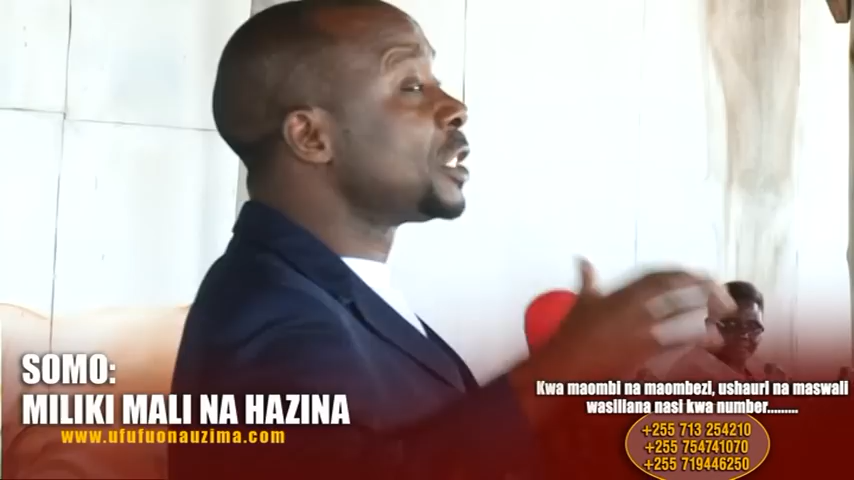 SOMO:
MILIKI MALI NA HAZINA
www.ufufuonauzima.com
Kwa maombi na maombezi, ushauri na maswali
wasiliana nasi kwa number.........
+255 713 254210
+255 754741070
+255 719446250